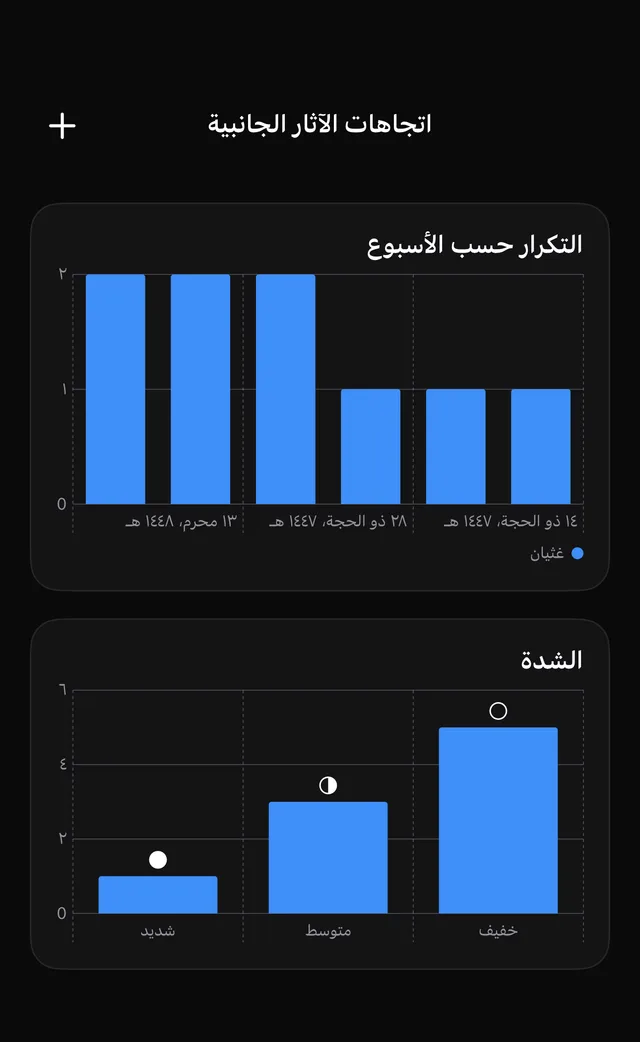 اتجاهات الآثار الجانبية
التكرار حسب الأسبوع
٢
١
0
١٤ ذو الحجة، ١٤٤٧ هـ
٢٨ ذو الحجة، ١٤٤٧ هـ
١٣ محرم، ١٤٤٨ هـ
غثيان
الشدة
٦
٤
٢
0
خفيف
متوسط
شديد